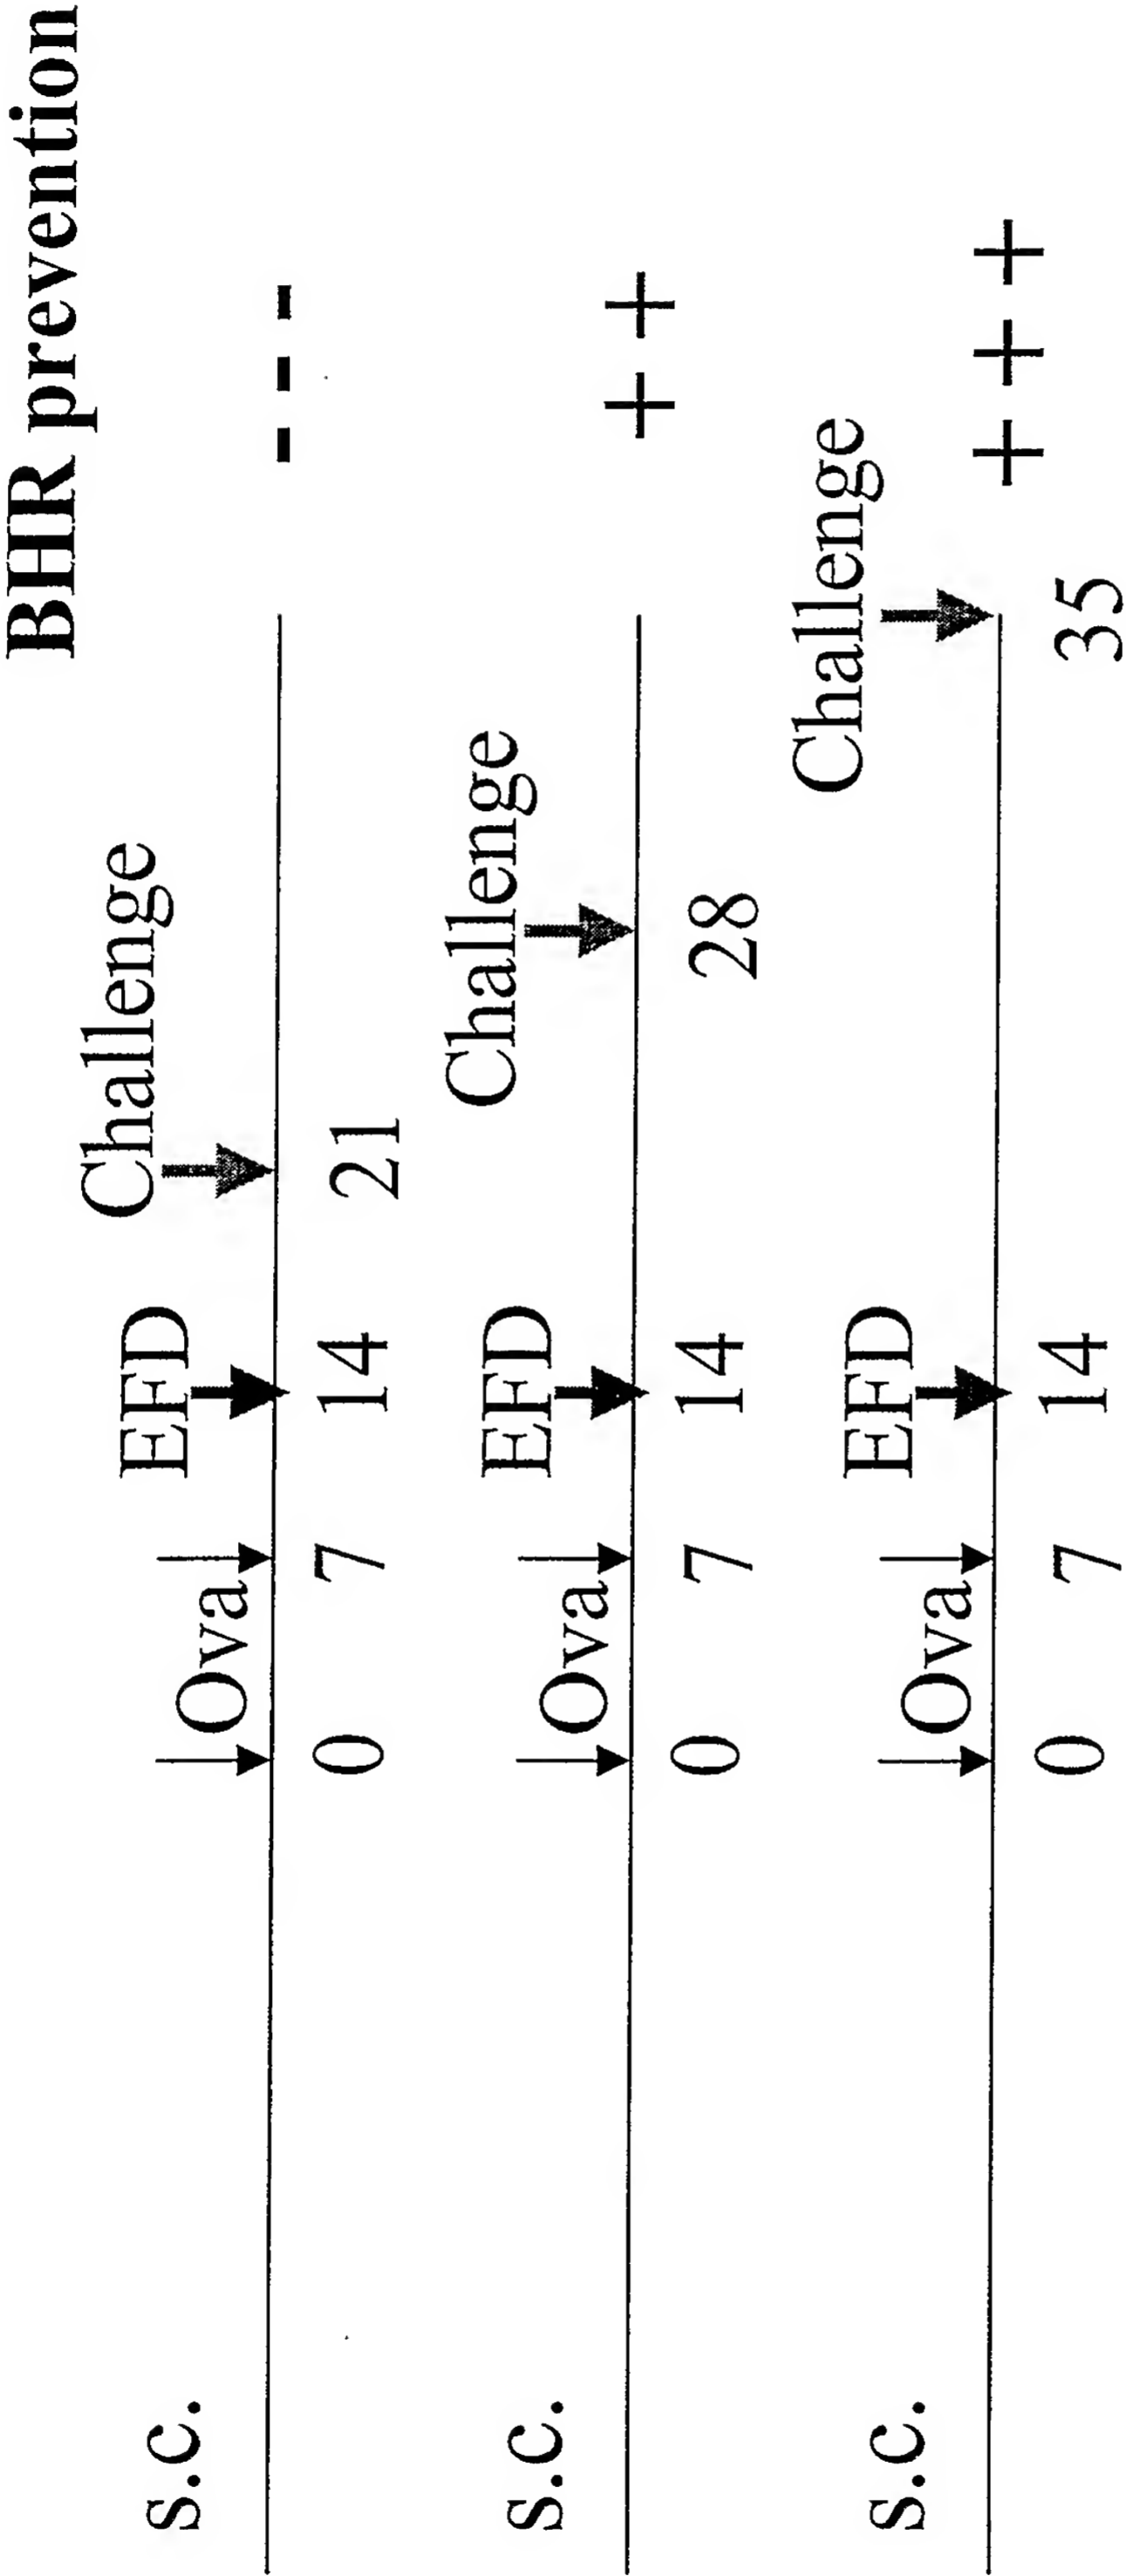 BHR prevention
s.c. Ova EFD Challenge - - -
0 7 14 21
s.c. Ova EFD Challenge + +
0 7 14 28
s.c. Ova EFD Challenge + + +
0 7 14 35